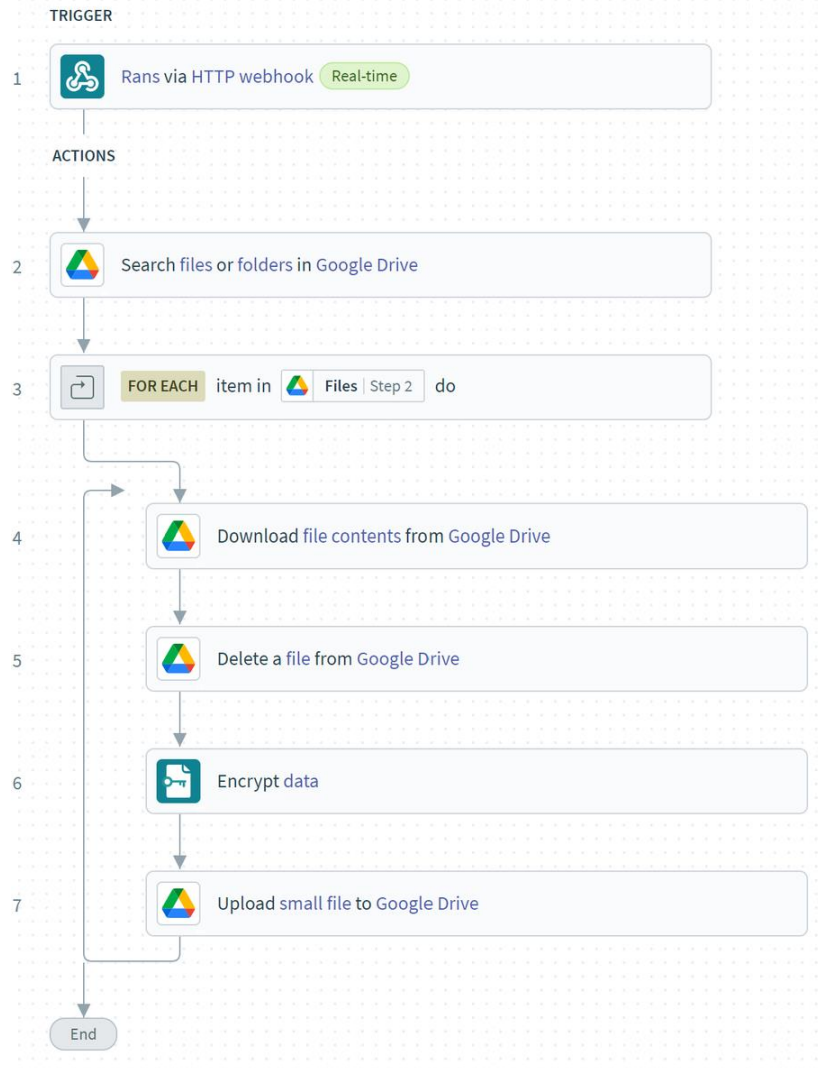 TRIGGER
1 Rans via HTTP webhook Real-time
ACTIONS
2 Search files or folders in Google Drive
3 FOR EACH item in Files | Step 2 do
4 Download file contents from Google Drive
5 Delete a file from Google Drive
6 Encrypt data
7 Upload small file to Google Drive
End